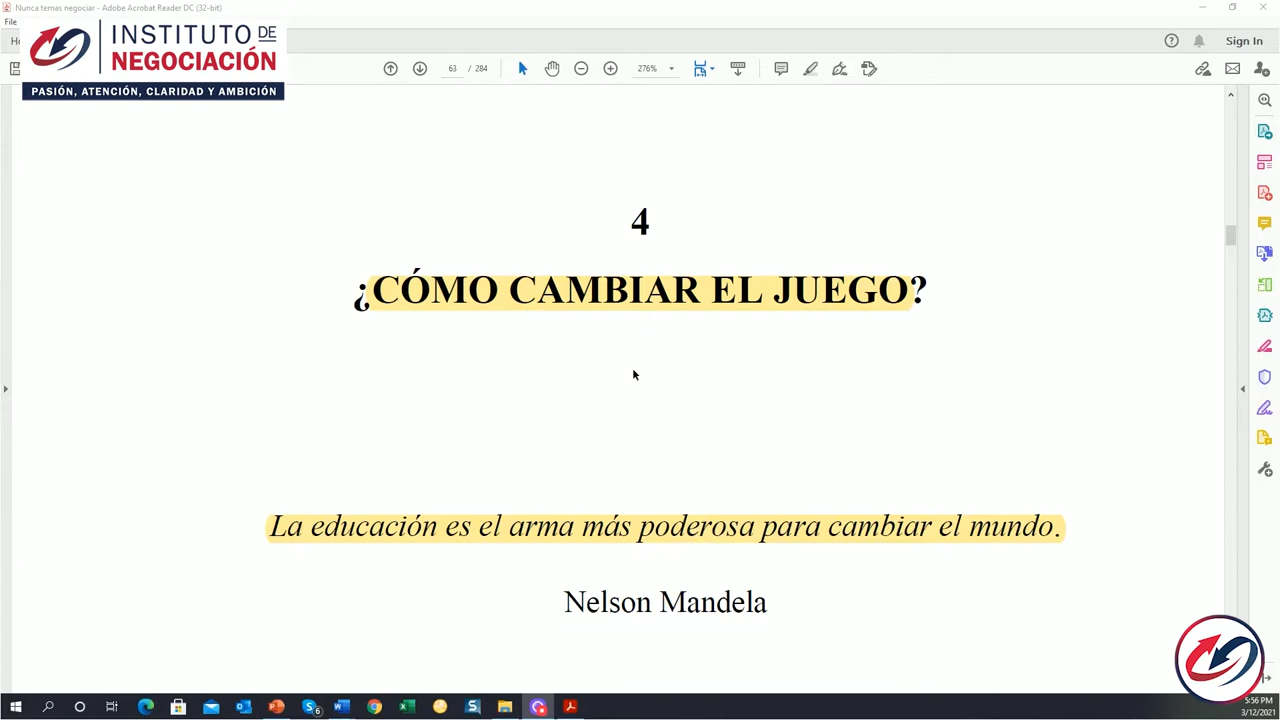 Nunca temas negociar - Adobe Acrobat Reader DC (32-bit)
File
INSTITUTO DE
NEGOCIACIÓN
PASIÓN, ATENCIÓN, CLARIDAD Y AMBICIÓN
63 / 284
276%
Sign In
4
¿CÓMO CAMBIAR EL JUEGO?
La educación es el arma más poderosa para cambiar el mundo.
Nelson Mandela
6
5:56 PM
3/12/2021